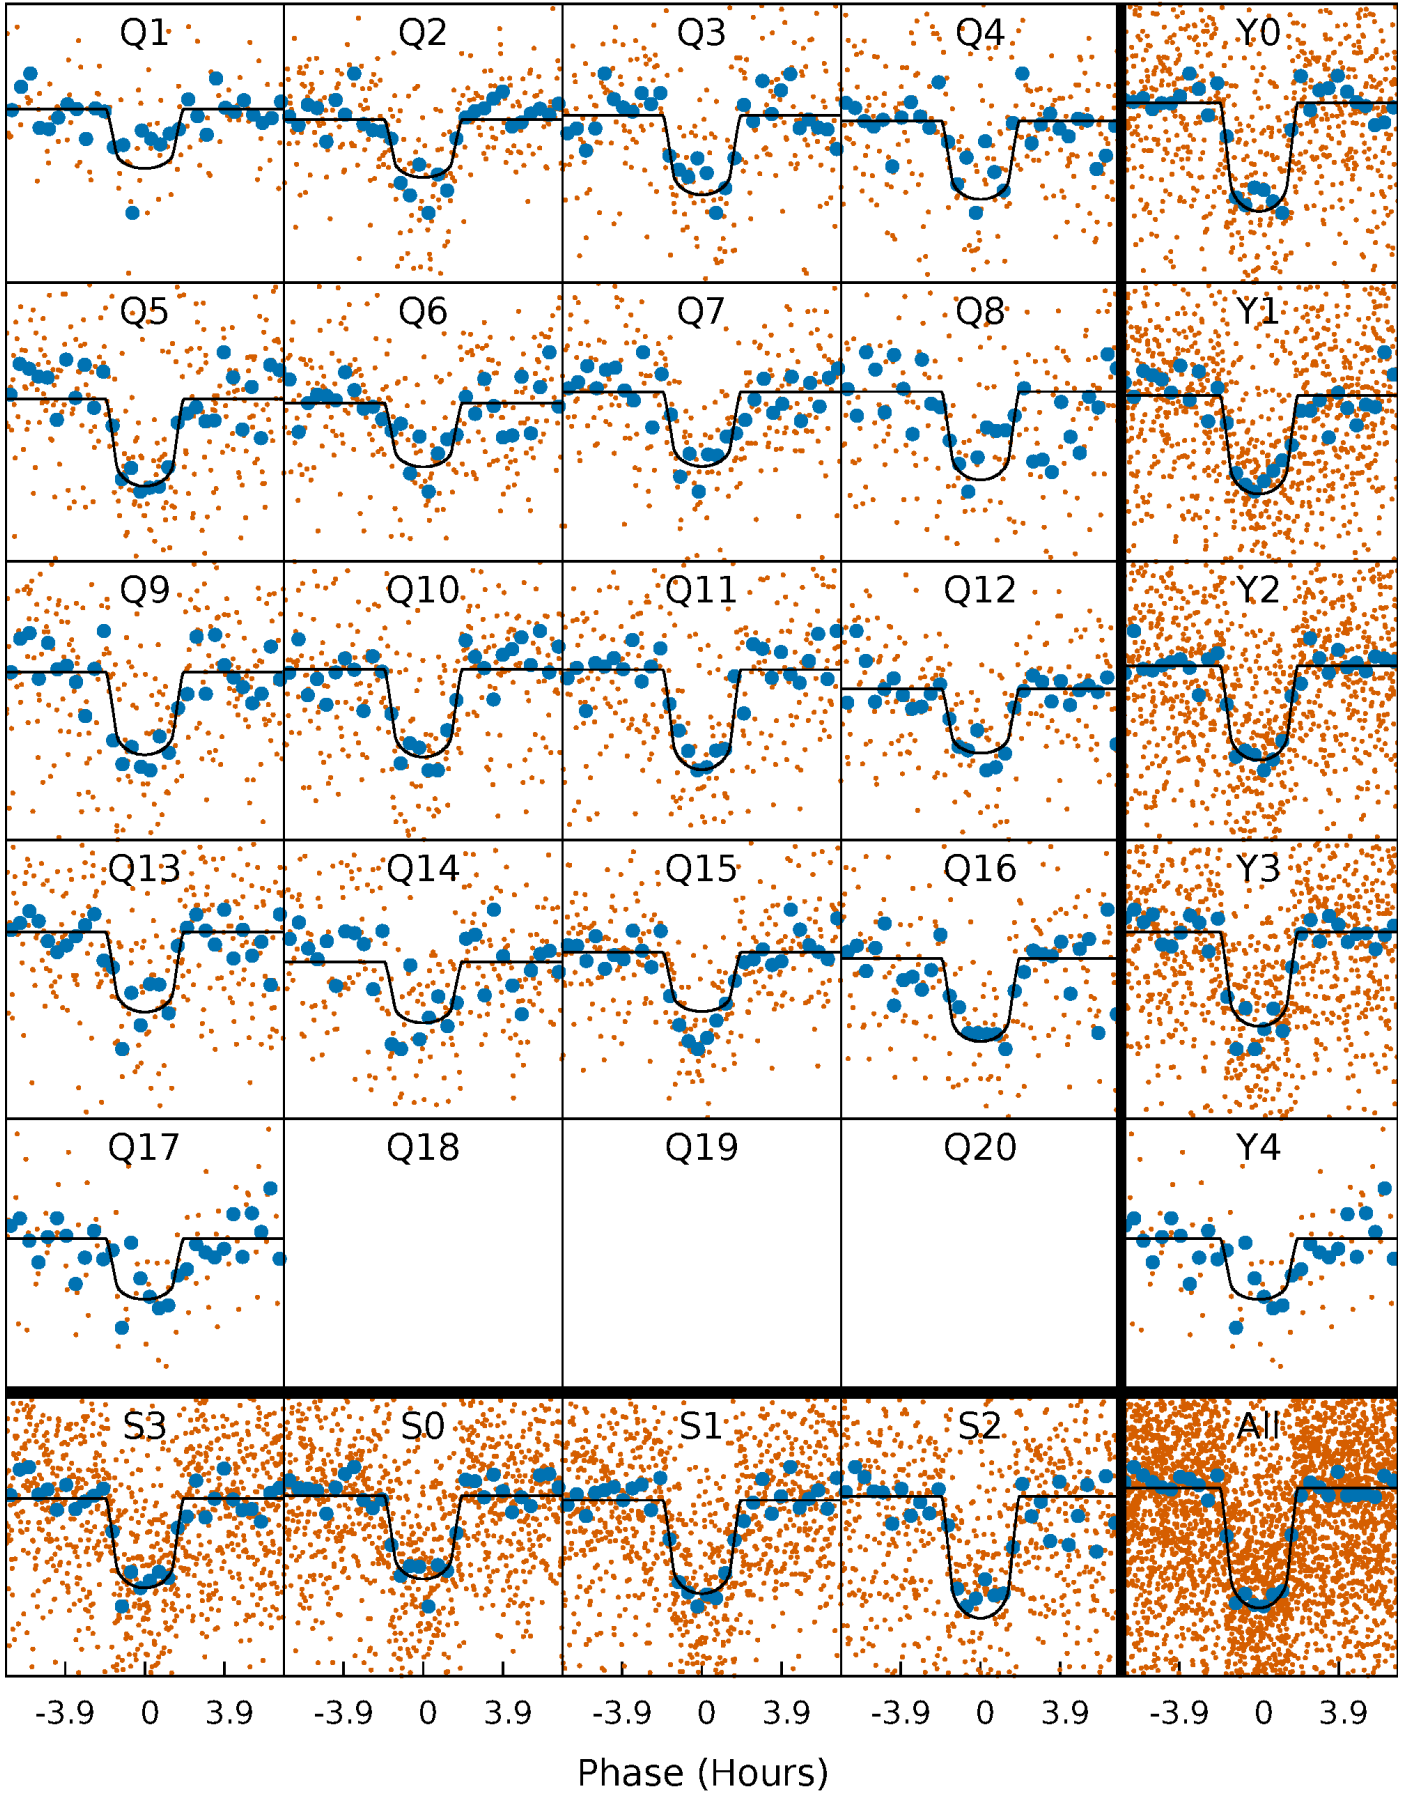 Q1 Q2 Q3 Q4 Y0
Q5 Q6 Q7 Q8 Y1
Q9 Q10 Q11 Q12 Y2
Q13 Q14 Q15 Q16 Y3
Q17 Q18 Q19 Q20 Y4
S3 S0 S1 S2 All
-3.9 0 3.9 -3.9 0 3.9 -3.9 0 3.9 -3.9 0 3.9 -3.9 0 3.9
Phase (Hours)